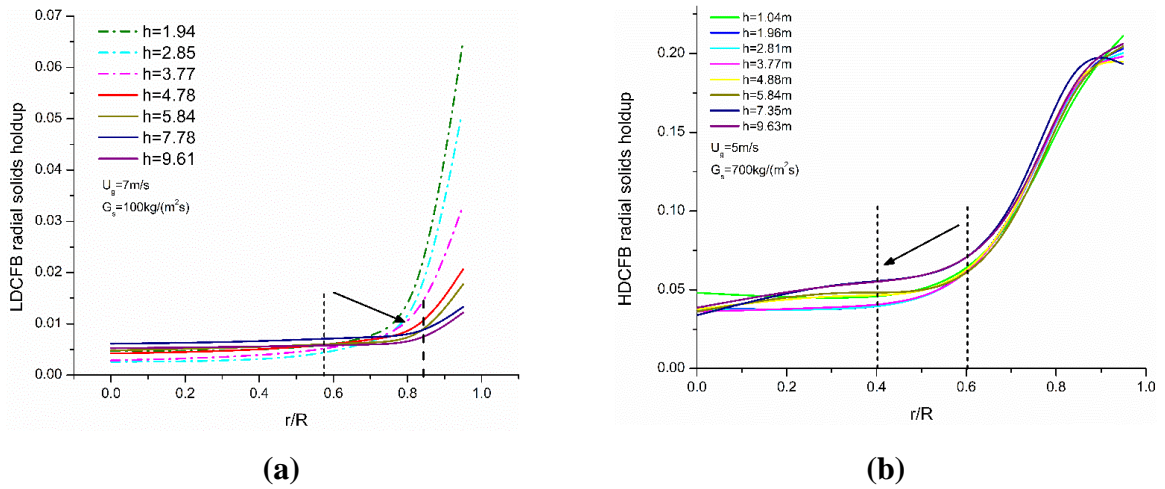 LDCFB radial solids holdup
0.07
0.06
0.05
0.04
0.03
0.02
0.01
0.00
h=1.94
h=2.85
h=3.77
h=4.78
h=5.84
h=7.78
h=9.61
Ug=7m/s
Gs=100kg/(m²s)
0.0 0.2 0.4 0.6 0.8 1.0
r/R
(a)
HDCFB radial solids holdup
0.20
0.15
0.10
0.05
0.00
h=1.04m
h=1.96m
h=2.81m
h=3.77m
h=4.88m
h=5.84m
h=7.35m
h=9.63m
Ug=5m/s
Gs=700kg/(m²s)
0.0 0.2 0.4 0.6 0.8 1.0
r/R
(b)